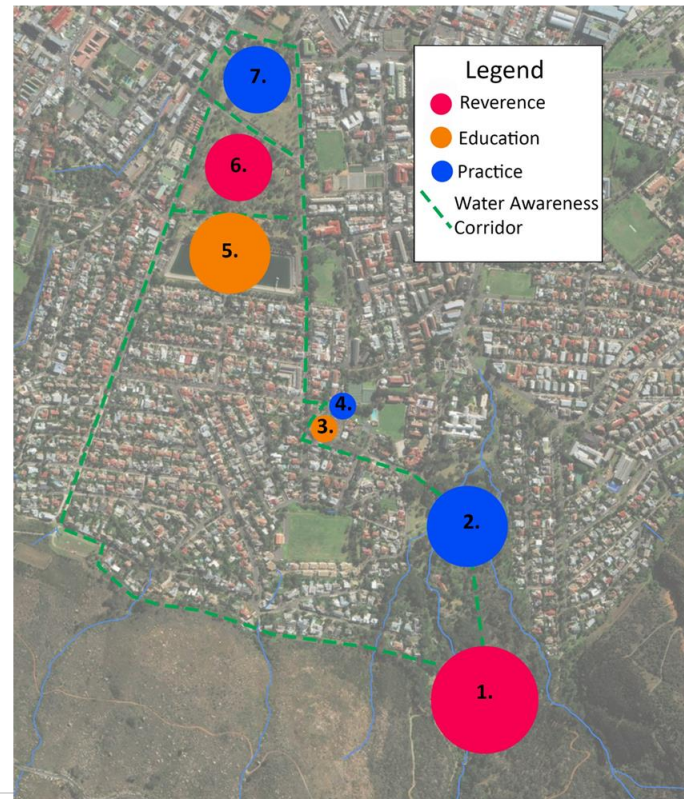 7.
6.
5.
4.
3.
2.
1.
Legend
Reverence
Education
Practice
Water Awareness
Corridor